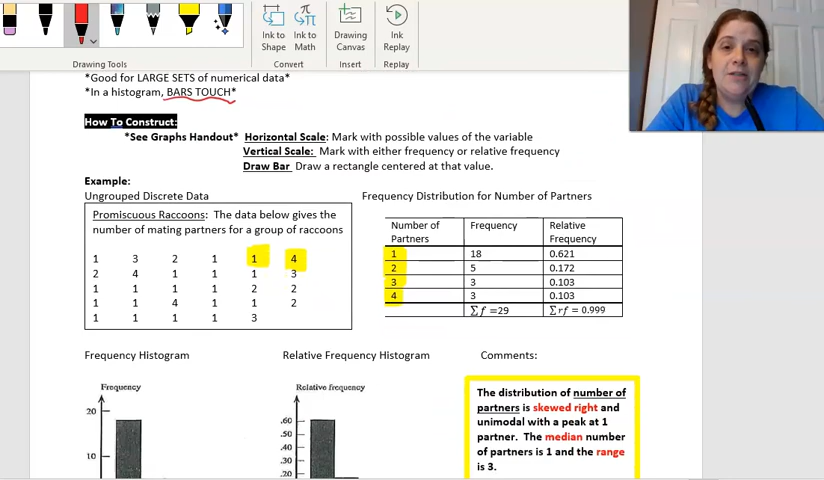 Ink to Shape
Ink to Math
Drawing Canvas
Ink Replay
Drawing Tools
Convert
Insert
Replay
*Good for LARGE SETS of numerical data*
*In a histogram, BARS TOUCH*
How To Construct:
*See Graphs Handout* Horizontal Scale: Mark with possible values of the variable
Vertical Scale: Mark with either frequency or relative frequency
Draw Bar Draw a rectangle centered at that value.
Example:
Ungrouped Discrete Data
Frequency Distribution for Number of Partners
Promiscuous Raccoons: The data below gives the
number of mating partners for a group of raccoons
1 3 2 1 1 4
2 4 1 1 1 3
1 1 1 1 2 2
1 1 4 1 1 2
1 1 1 1 3
Number of Partners Frequency Relative Frequency
1 18 0.621
2 5 0.172
3 3 0.103
4 3 0.103
∑f =29 ∑rf = 0.999
Frequency Histogram
Relative Frequency Histogram
Comments:
Frequency
20
10
Relative frequency
.60
.50
.40
.30
.20
The distribution of number of
partners is skewed right and
unimodal with a peak at 1
partner. The median number
of partners is 1 and the range
is 3.